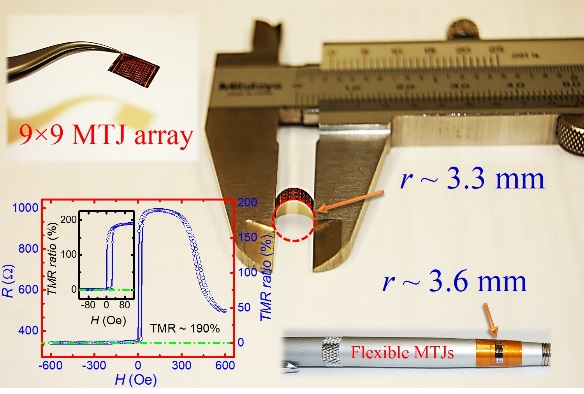 9×9 MTJ array
Mitutoyo
r ~ 3.3 mm
r ~ 3.6 mm
Flexible MTJs
R (Ω)
1000
800
600
400
TMR ratio (%)
200
100
0
-80 0 80
H (Oe)
TMR ~ 190%
200
150
100
50
0
TMR ratio (%)
-600 -300 0 300 600
H (Oe)